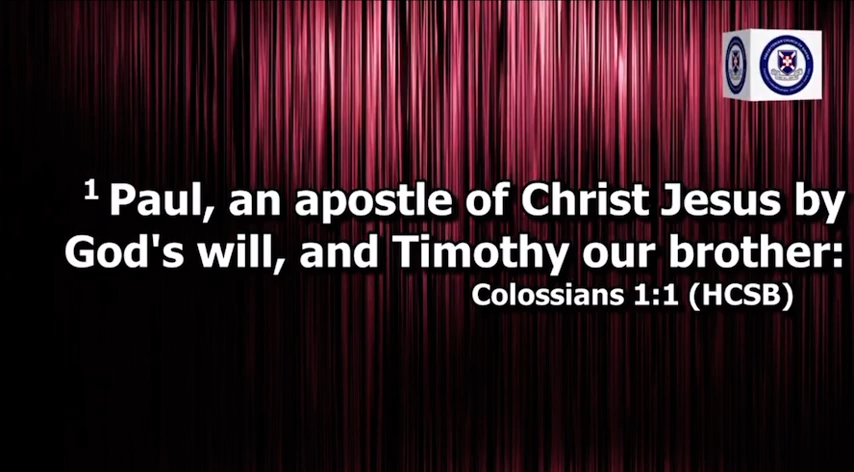 1 Paul, an apostle of Christ Jesus by
God's will, and Timothy our brother:
Colossians 1:1 (HCSB)